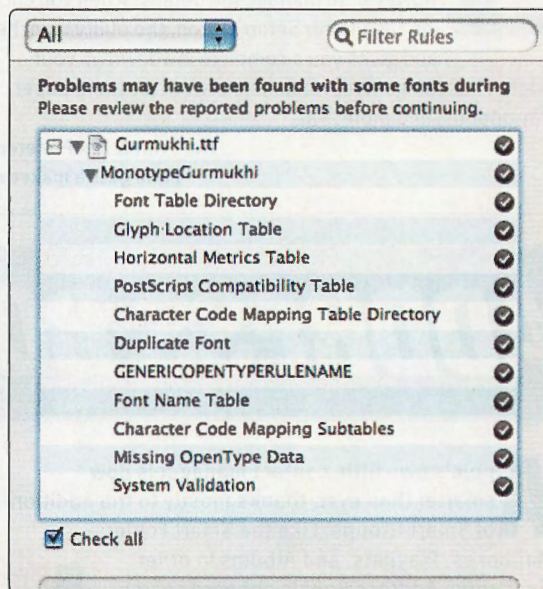 All
Filter Rules
Problems may have been found with some fonts during
Please review the reported problems before continuing.
Gurmukhi.ttf
MonotypeGurmukhi
Font Table Directory
Glyph Location Table
Horizontal Metrics Table
PostScript Compatibility Table
Character Code Mapping Table Directory
Duplicate Font
GENERICOPENTYPERULENAME
Font Name Table
Character Code Mapping Subtables
Missing OpenType Data
System Validation
Check all